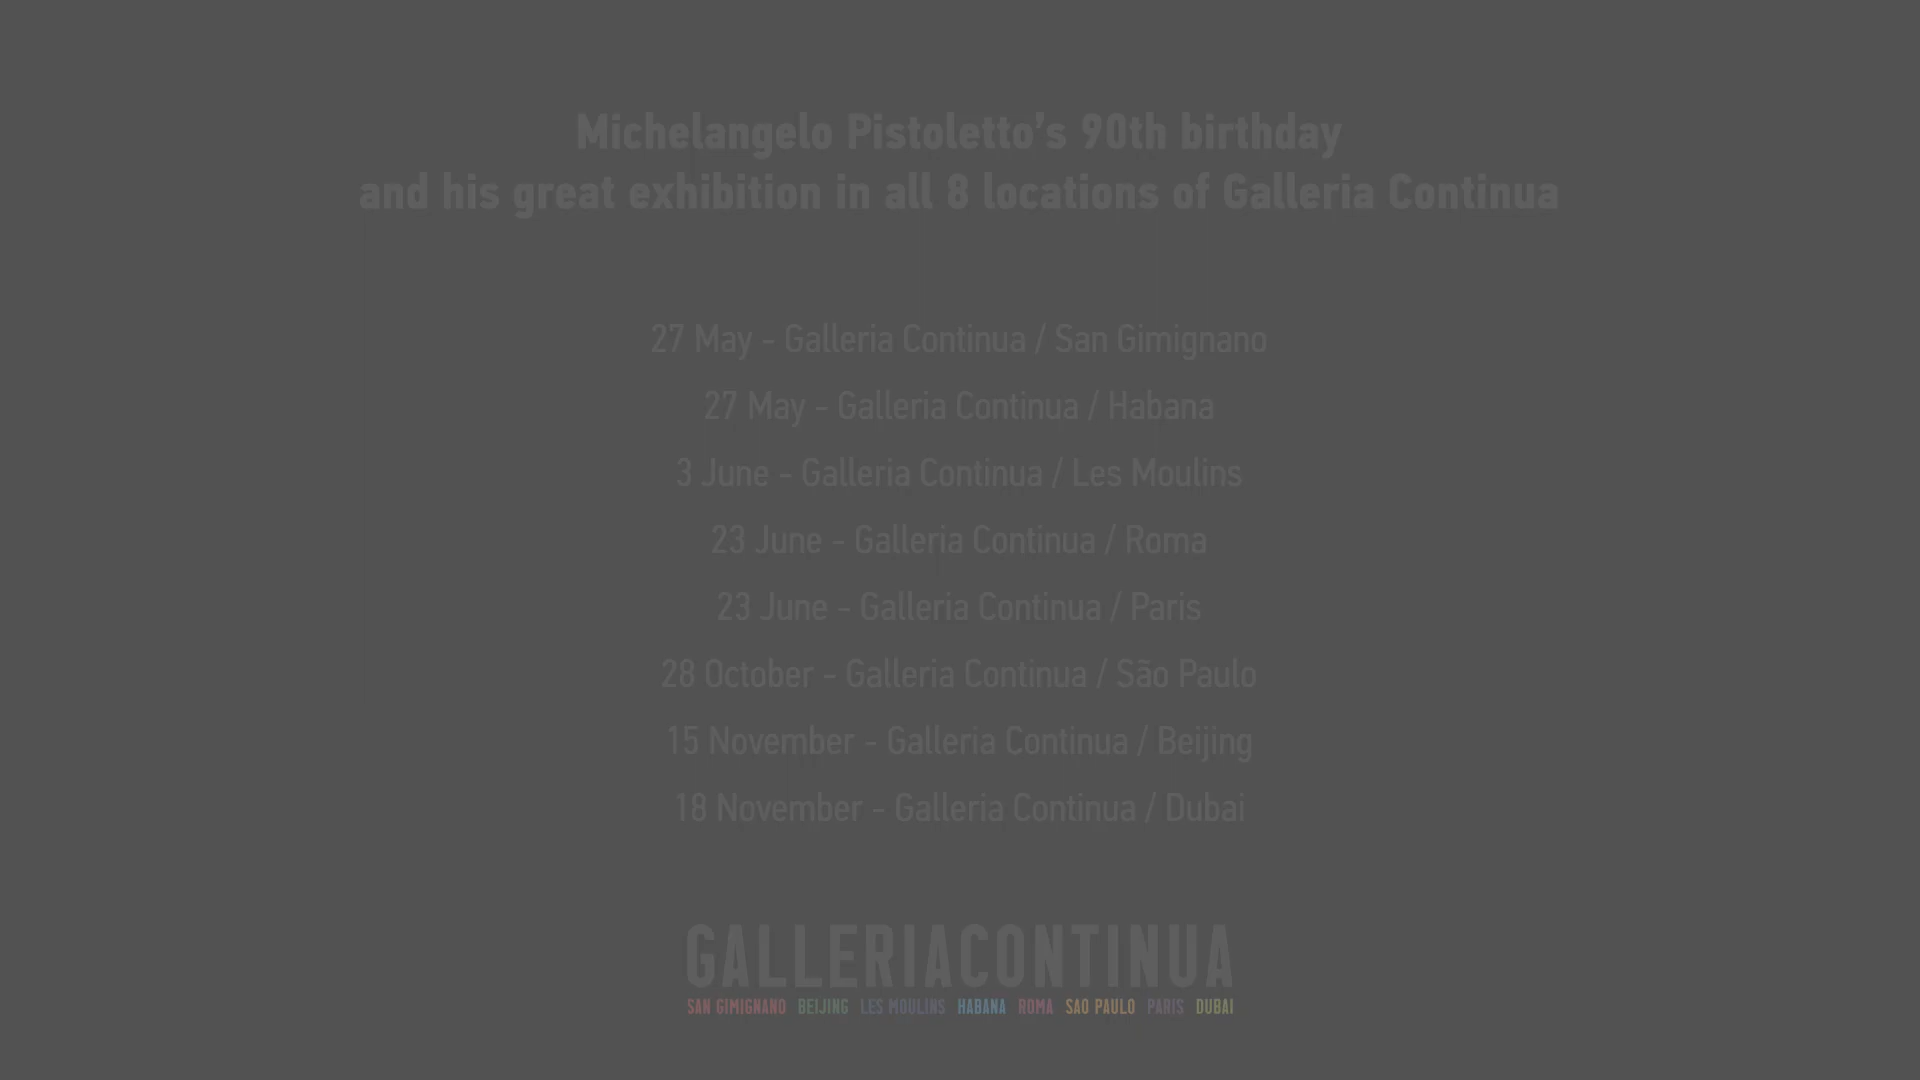 Michelangelo Pistoletto's 90th birthday
and his great exhibition in all 8 locations of Galleria Continua
27 May - Galleria Continua / San Gimignano
27 May - Galleria Continua / Habana
3 June - Galleria Continua / Les Moulins
23 June - Galleria Continua / Roma
23 June - Galleria Continua / Paris
28 October - Galleria Continua / São Paulo
15 November - Galleria Continua / Beijing
18 November - Galleria Continua / Dubai
GALLERIACONTINUA
SAN GIMIGNANO BEIJING LES MOULINS HABANA ROMA SAO PAULO PARIS DUBAI